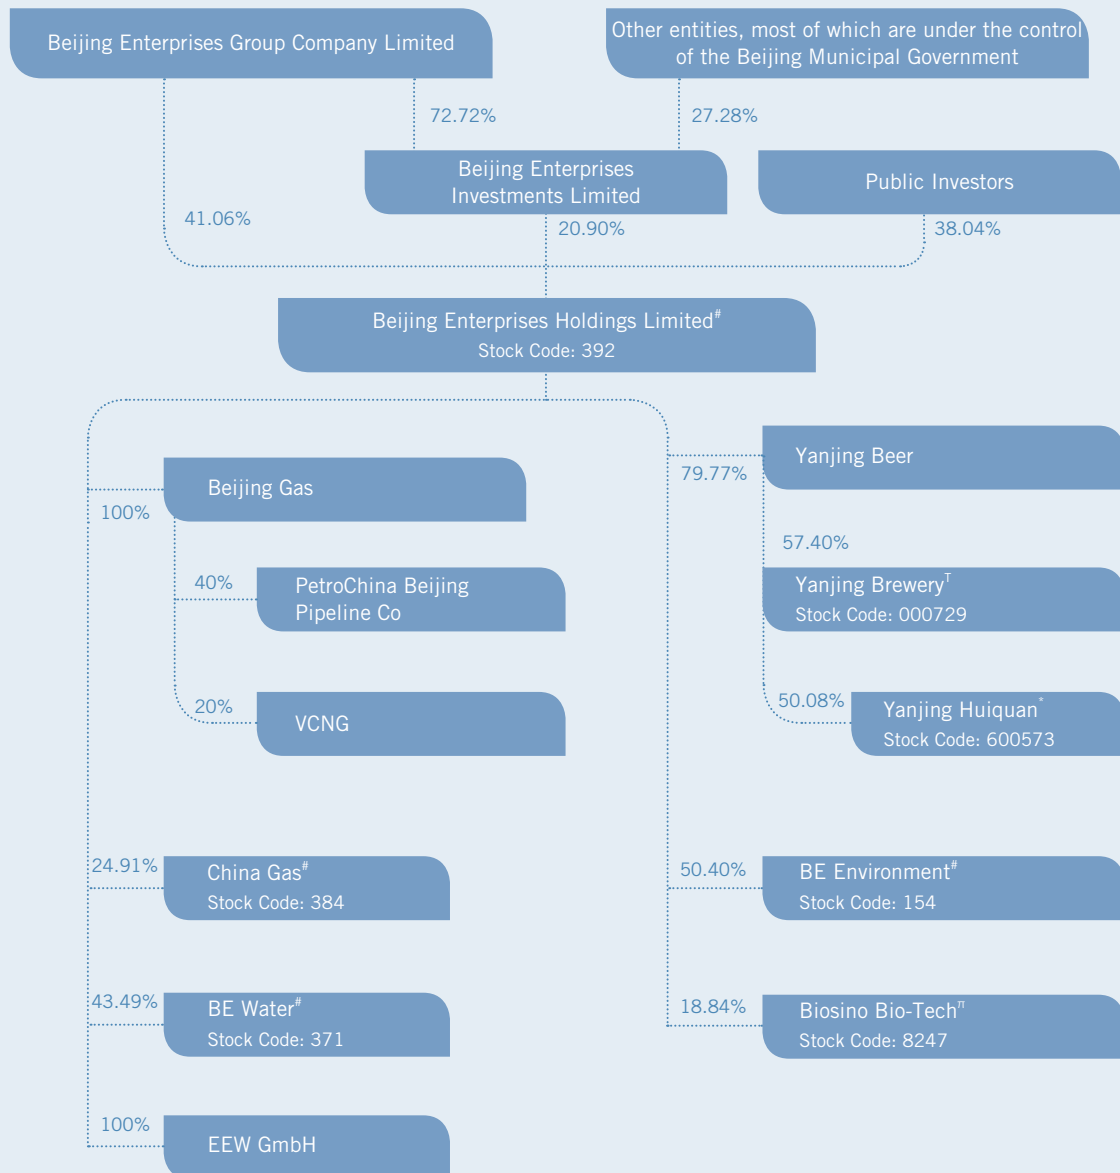 Beijing Enterprises Group Company Limited
Other entities, most of which are under the control
of the Beijing Municipal Government
72.72%
27.28%
Beijing Enterprises
Investments Limited
Public Investors
41.06%
20.90%
38.04%
Beijing Enterprises Holdings Limited#
Stock Code: 392
Beijing Gas
100%
40%
PetroChina Beijing
Pipeline Co
20%
VCNG
24.91%
China Gas#
Stock Code: 384
43.49%
BE Water#
Stock Code: 371
100%
EEW GmbH
Yanjing Beer
79.77%
57.40%
Yanjing BreweryT
Stock Code: 000729
50.08%
Yanjing Huiquan*
Stock Code: 600573
50.40%
BE Environment#
Stock Code: 154
18.84%
Biosino Bio-Techπ
Stock Code: 8247